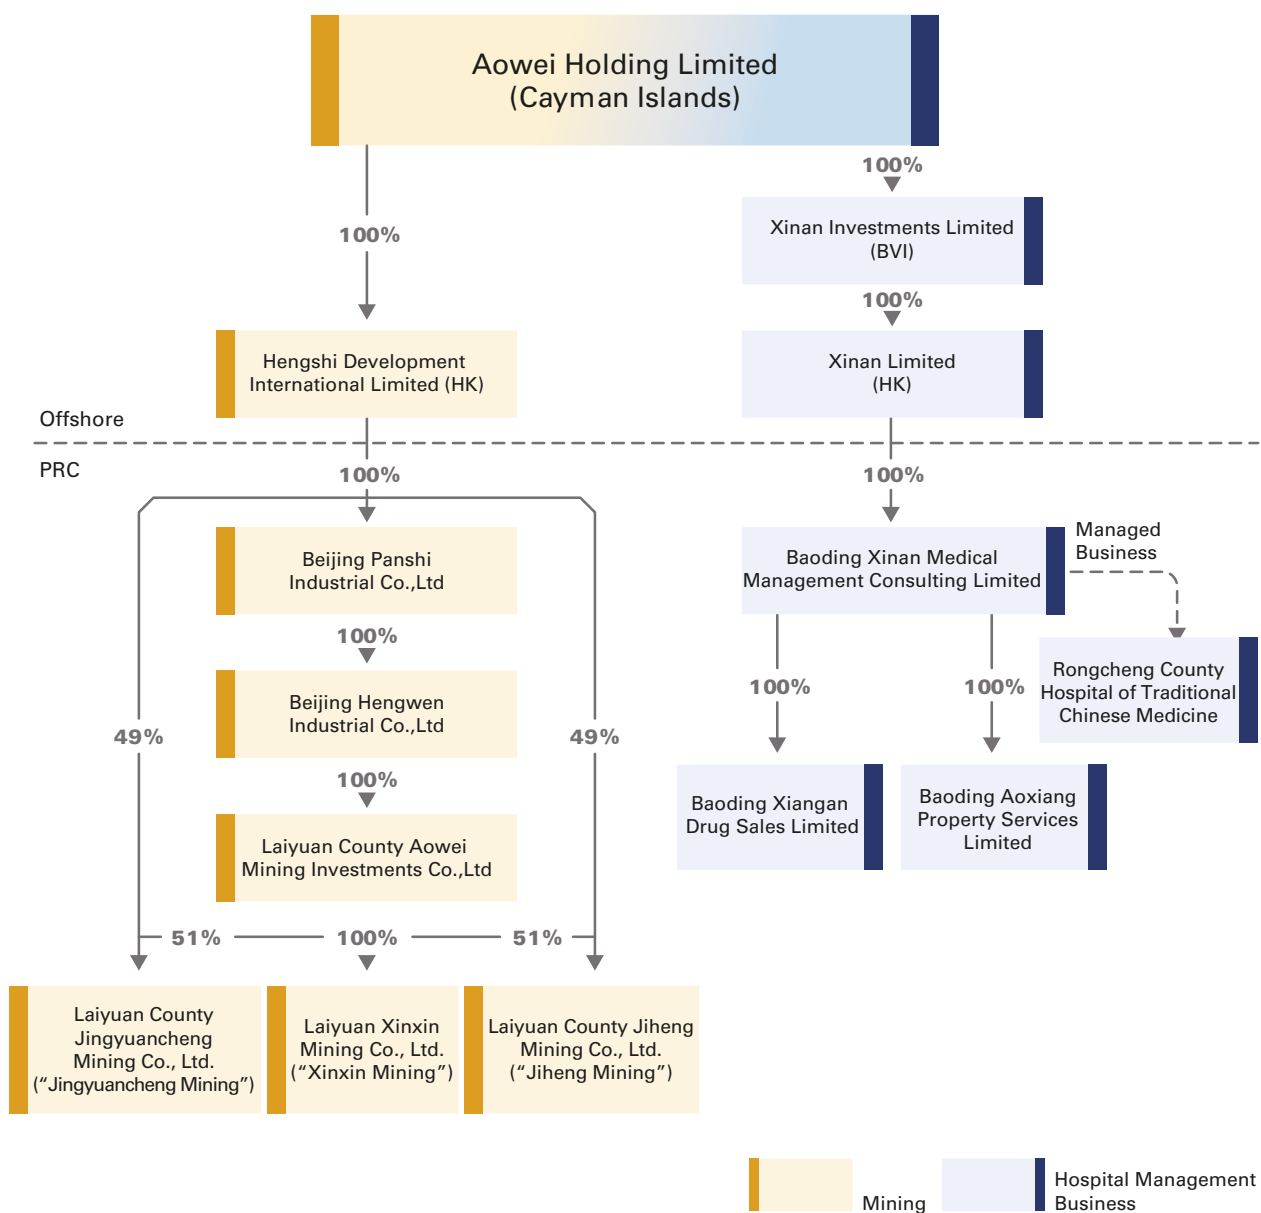 Aowei Holding Limited
(Cayman Islands)
100%
Xinan Investments Limited
(BVI)
100%
100%
Hengshi Development
International Limited (HK)
Xinan Limited
(HK)
Offshore
PRC
100%
100%
Beijing Panshi
Industrial Co.,Ltd
Baoding Xinan Medical
Management Consulting Limited
Managed
Business
100%
Rongcheng County
Hospital of Traditional
Chinese Medicine
Beijing Hengwen
Industrial Co.,Ltd
100%
100%
49%
49%
100%
Laiyuan County Aowei
Mining Investments Co.,Ltd
Baoding Xiangan
Drug Sales Limited
Baoding Aoxiang
Property Services
Limited
51%
100%
51%
Laiyuan County
Jingyuancheng
Mining Co., Ltd.
(“Jingyuancheng Mining”)
Laiyuan Xinxin
Mining Co., Ltd.
(“Xinxin Mining”)
Laiyuan County Jiheng
Mining Co., Ltd.
(“Jiheng Mining”)
Mining
Hospital Management
Business